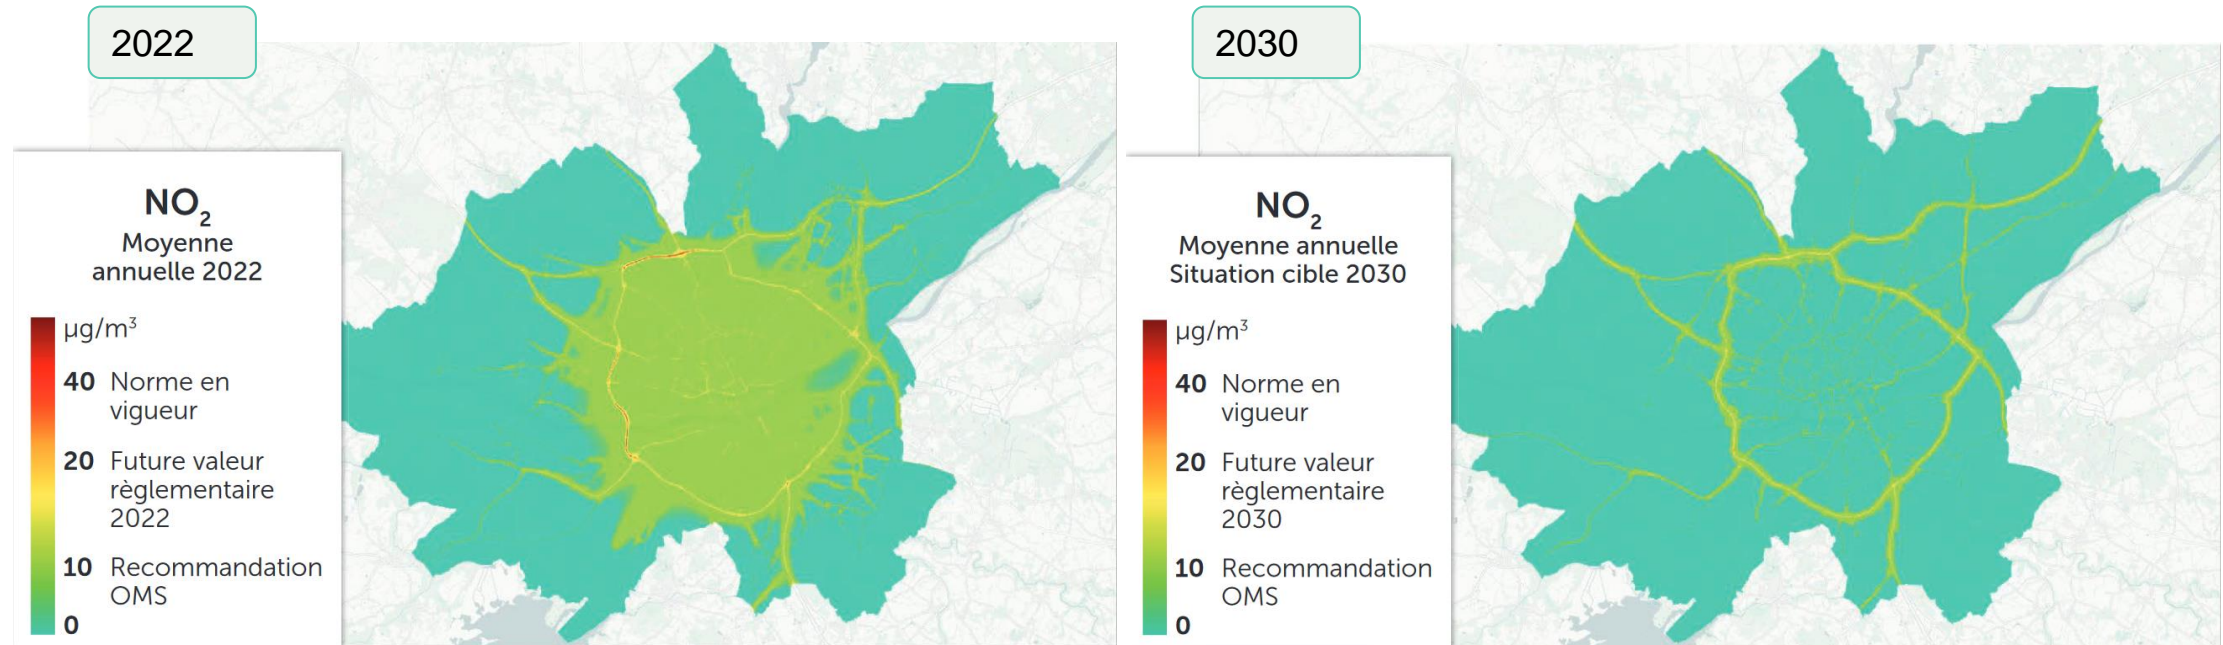 2022
NO2
Moyenne
annuelle 2022
µg/m3
40 Norme en
vigueur
20 Future valeur
règlementaire
2022
10 Recommandation
OMS
0
2030
NO2
Moyenne annuelle
Situation cible 2030
µg/m3
40 Norme en
vigueur
20 Future valeur
règlementaire
2030
10 Recommandation
OMS
0